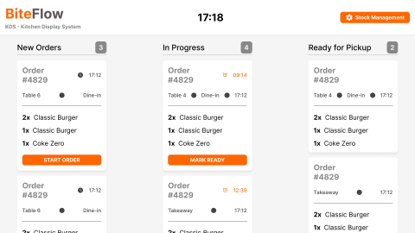 BiteFlow
KDS - Kitchen Display System
17:18
Stock Management
New Orders 3
Order #4829 17:12
Table 6 Dine-in
2x Classic Burger
1x Classic Burger
1x Coke Zero
START ORDER
Order #4829 17:12
Table 6 Dine-in
2x Classic Burger
In Progress 4
Order #4829 08:14
Table 4 Dine-in 17:12
2x Classic Burger
1x Classic Burger
1x Coke Zero
MARK READY
Order #4829 12:39
Takeaway 17:12
2x Classic Burger
Ready for Pickup 2
Order #4829
Table 4 Dine-in 17:12
2x Classic Burger
1x Classic Burger
1x Coke Zero
Order #4829
Takeaway 17:12
2x Classic Burger
1x Classic Burger